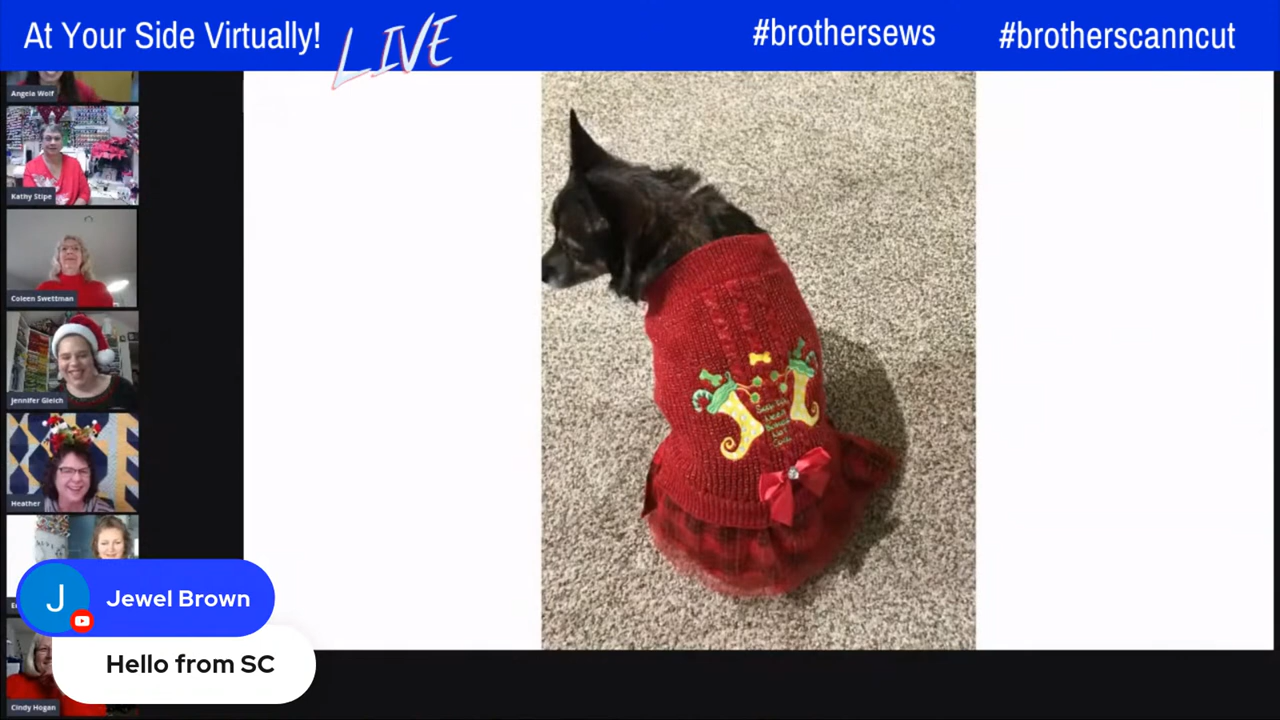 At Your Side Virtually! LIVE
#brothersews
#brotherscanncut
Angela Wolf
Kathy Stipe
Coleen Swettman
Jennifer Gleich
Heather
J
Jewel Brown
Hello from SC
Cindy Hogan